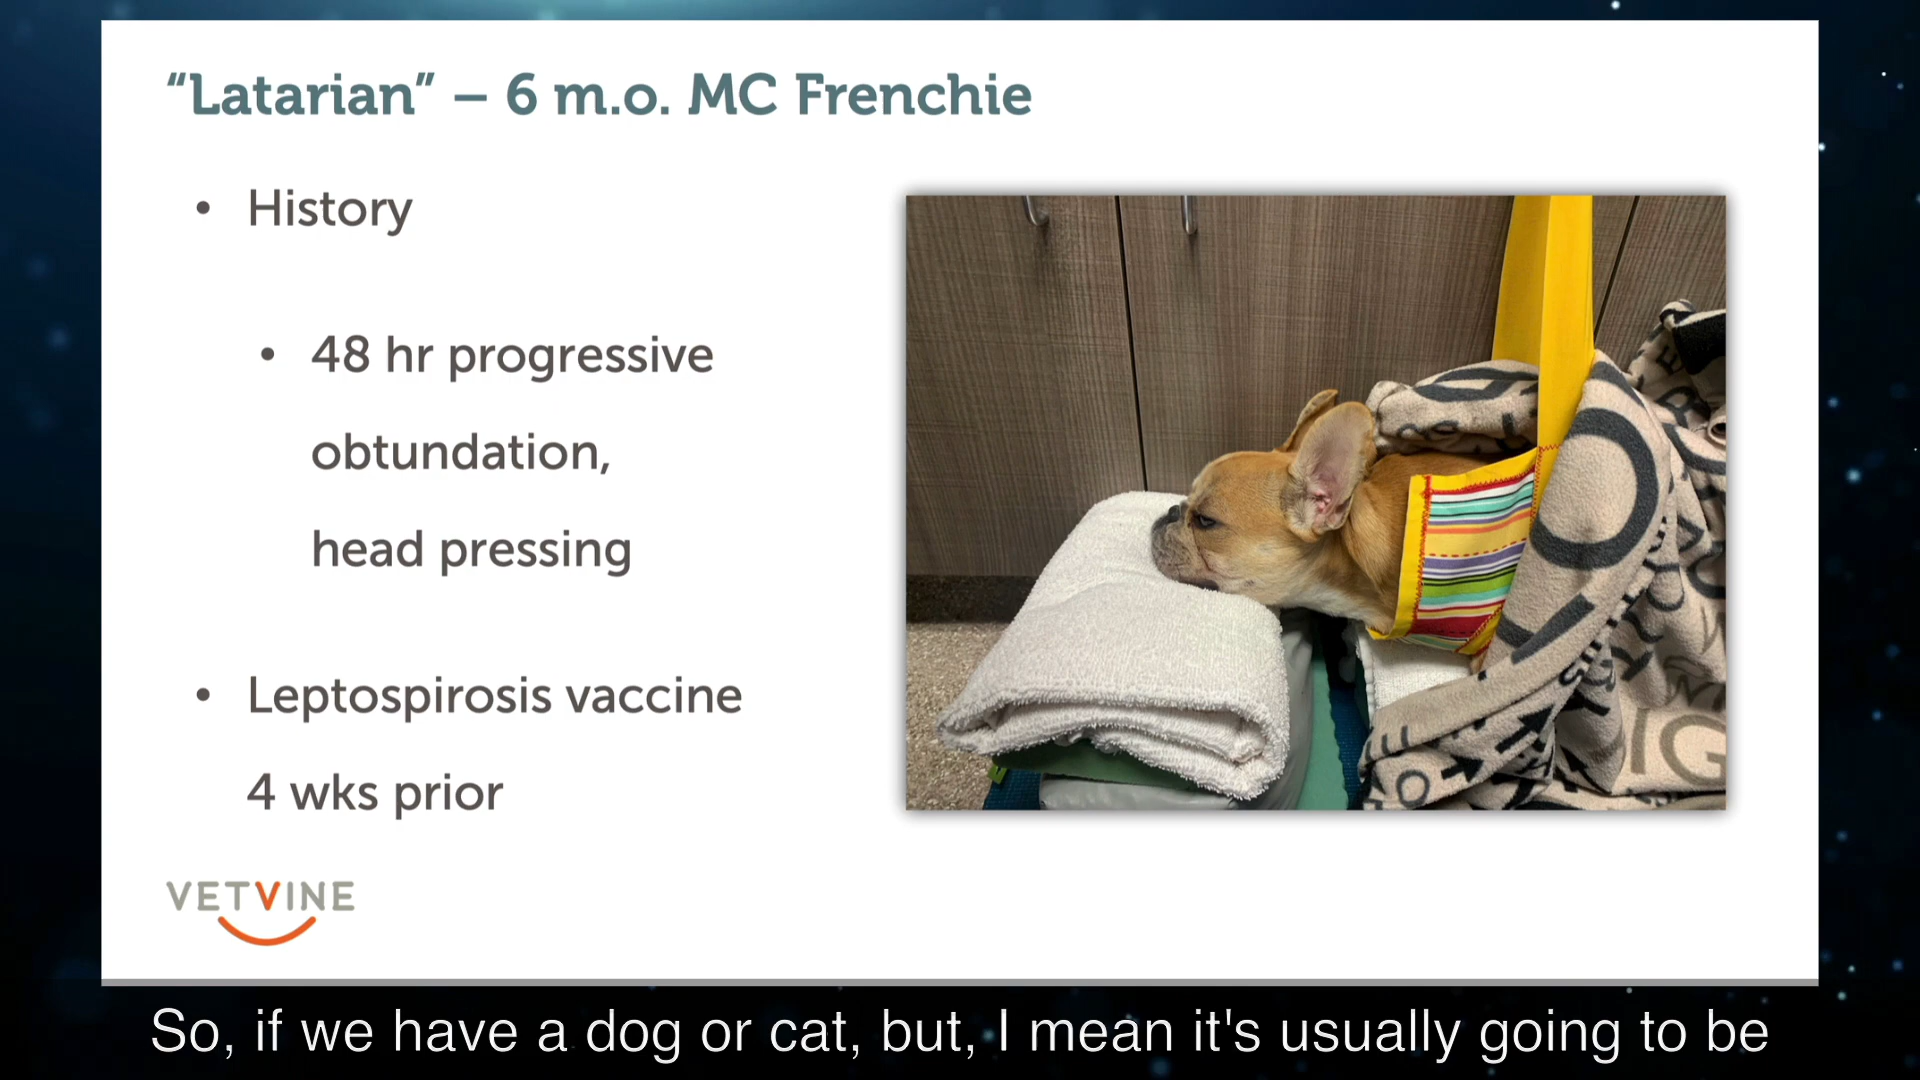 “Latarian” – 6 m.o. MC Frenchie
• History
• 48 hr progressive
obtundation,
head pressing
• Leptospirosis vaccine
4 wks prior
VETVINE
So, if we have a dog or cat, but, I mean it's usually going to be